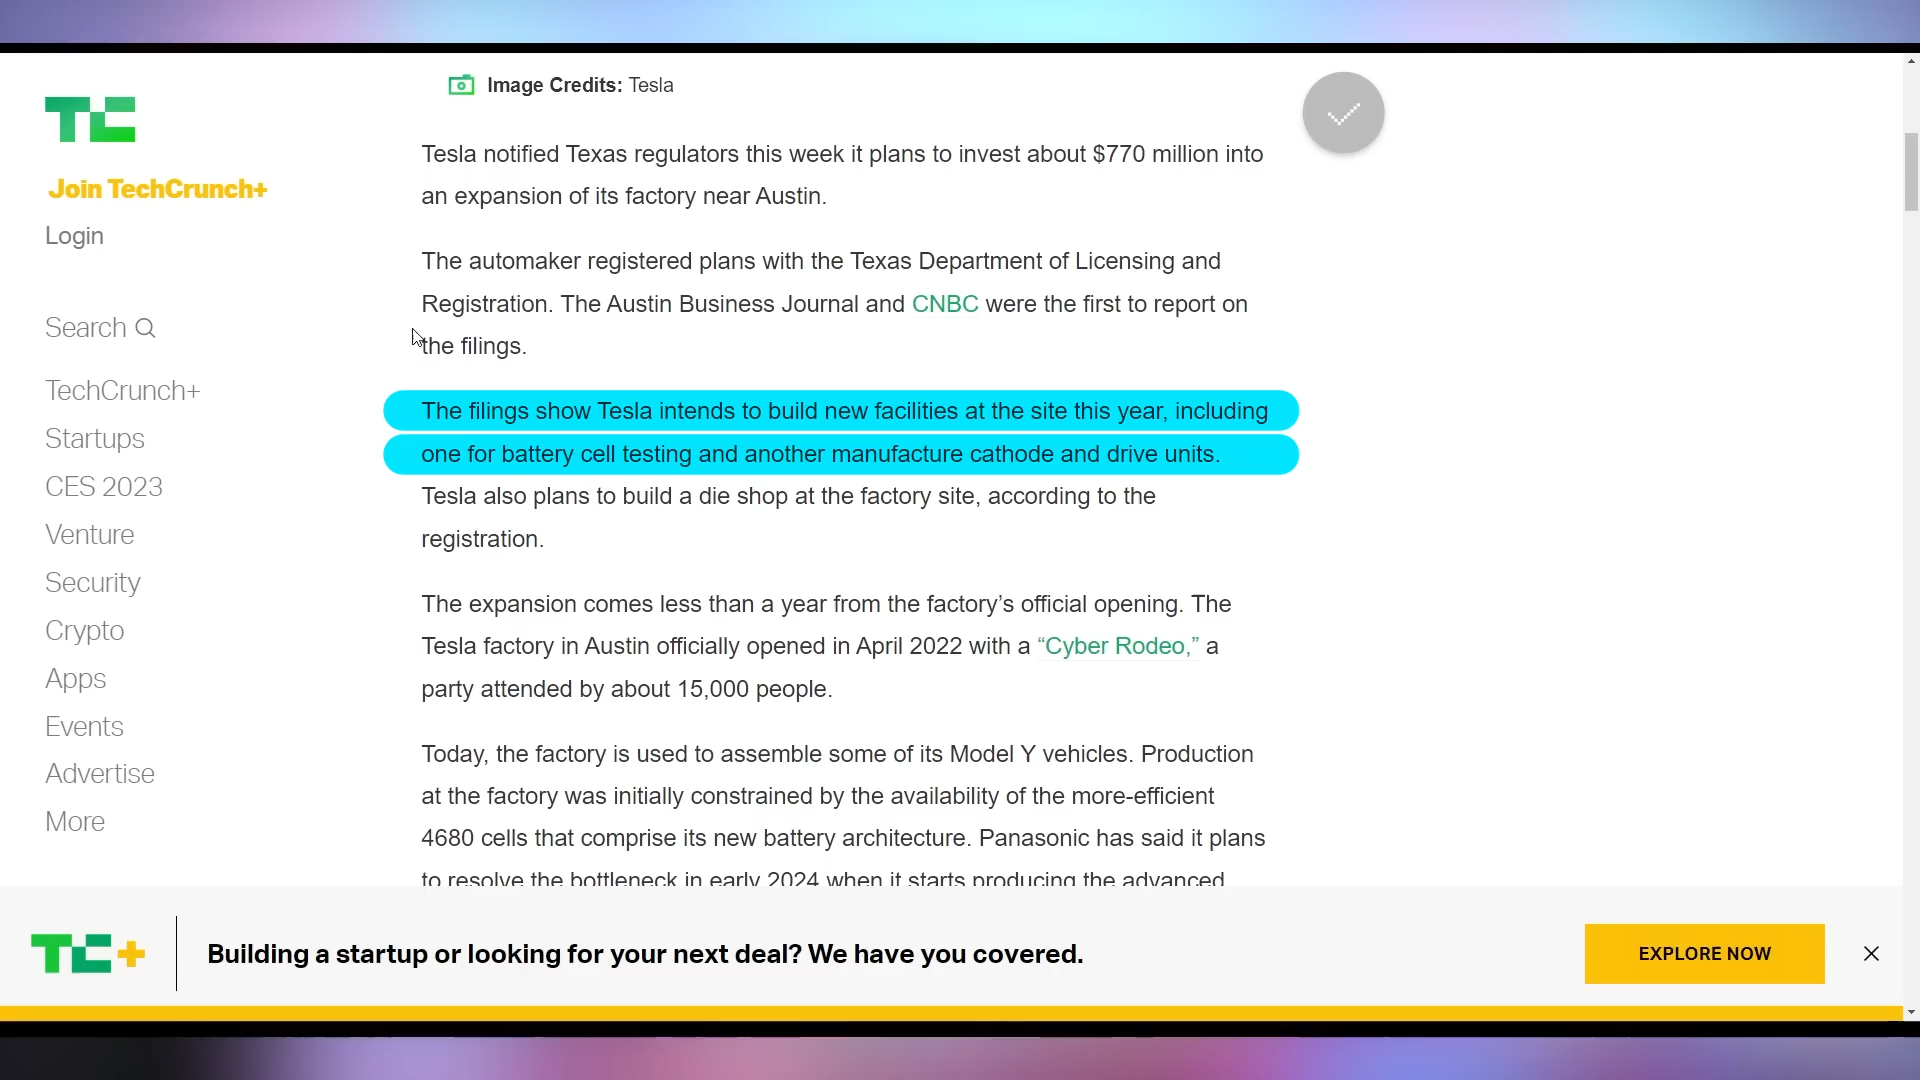 TC
Join TechCrunch+
Login
Search
TechCrunch+
Startups
CES 2023
Venture
Security
Crypto
Apps
Events
Advertise
More
Image Credits: Tesla
Tesla notified Texas regulators this week it plans to invest about $770 million into
an expansion of its factory near Austin.
The automaker registered plans with the Texas Department of Licensing and
Registration. The Austin Business Journal and CNBC were the first to report on
the filings.
The filings show Tesla intends to build new facilities at the site this year, including
one for battery cell testing and another manufacture cathode and drive units.
Tesla also plans to build a die shop at the factory site, according to the
registration.
The expansion comes less than a year from the factory’s official opening. The
Tesla factory in Austin officially opened in April 2022 with a “Cyber Rodeo,” a
party attended by about 15,000 people.
Today, the factory is used to assemble some of its Model Y vehicles. Production
at the factory was initially constrained by the availability of the more-efficient
4680 cells that comprise its new battery architecture. Panasonic has said it plans
to resolve the bottleneck in early 2024 when it starts producing the advanced
TC+
Building a startup or looking for your next deal? We have you covered.
EXPLORE NOW